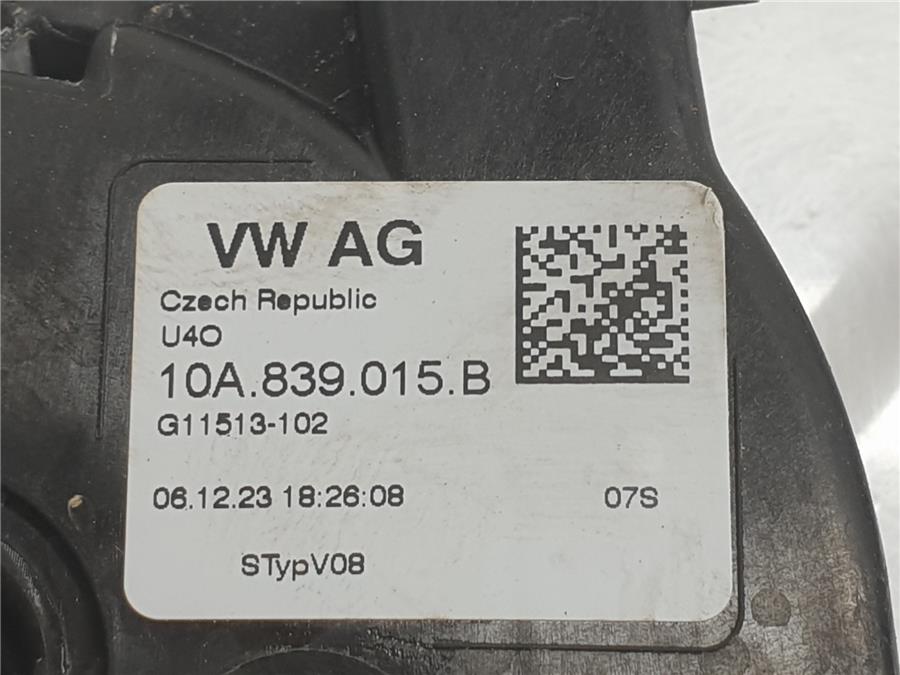 VW AG
Czech Republic
U4O
10A.839.015.B
G11513-102
06.12.23 18:26:08 07S
STypV08